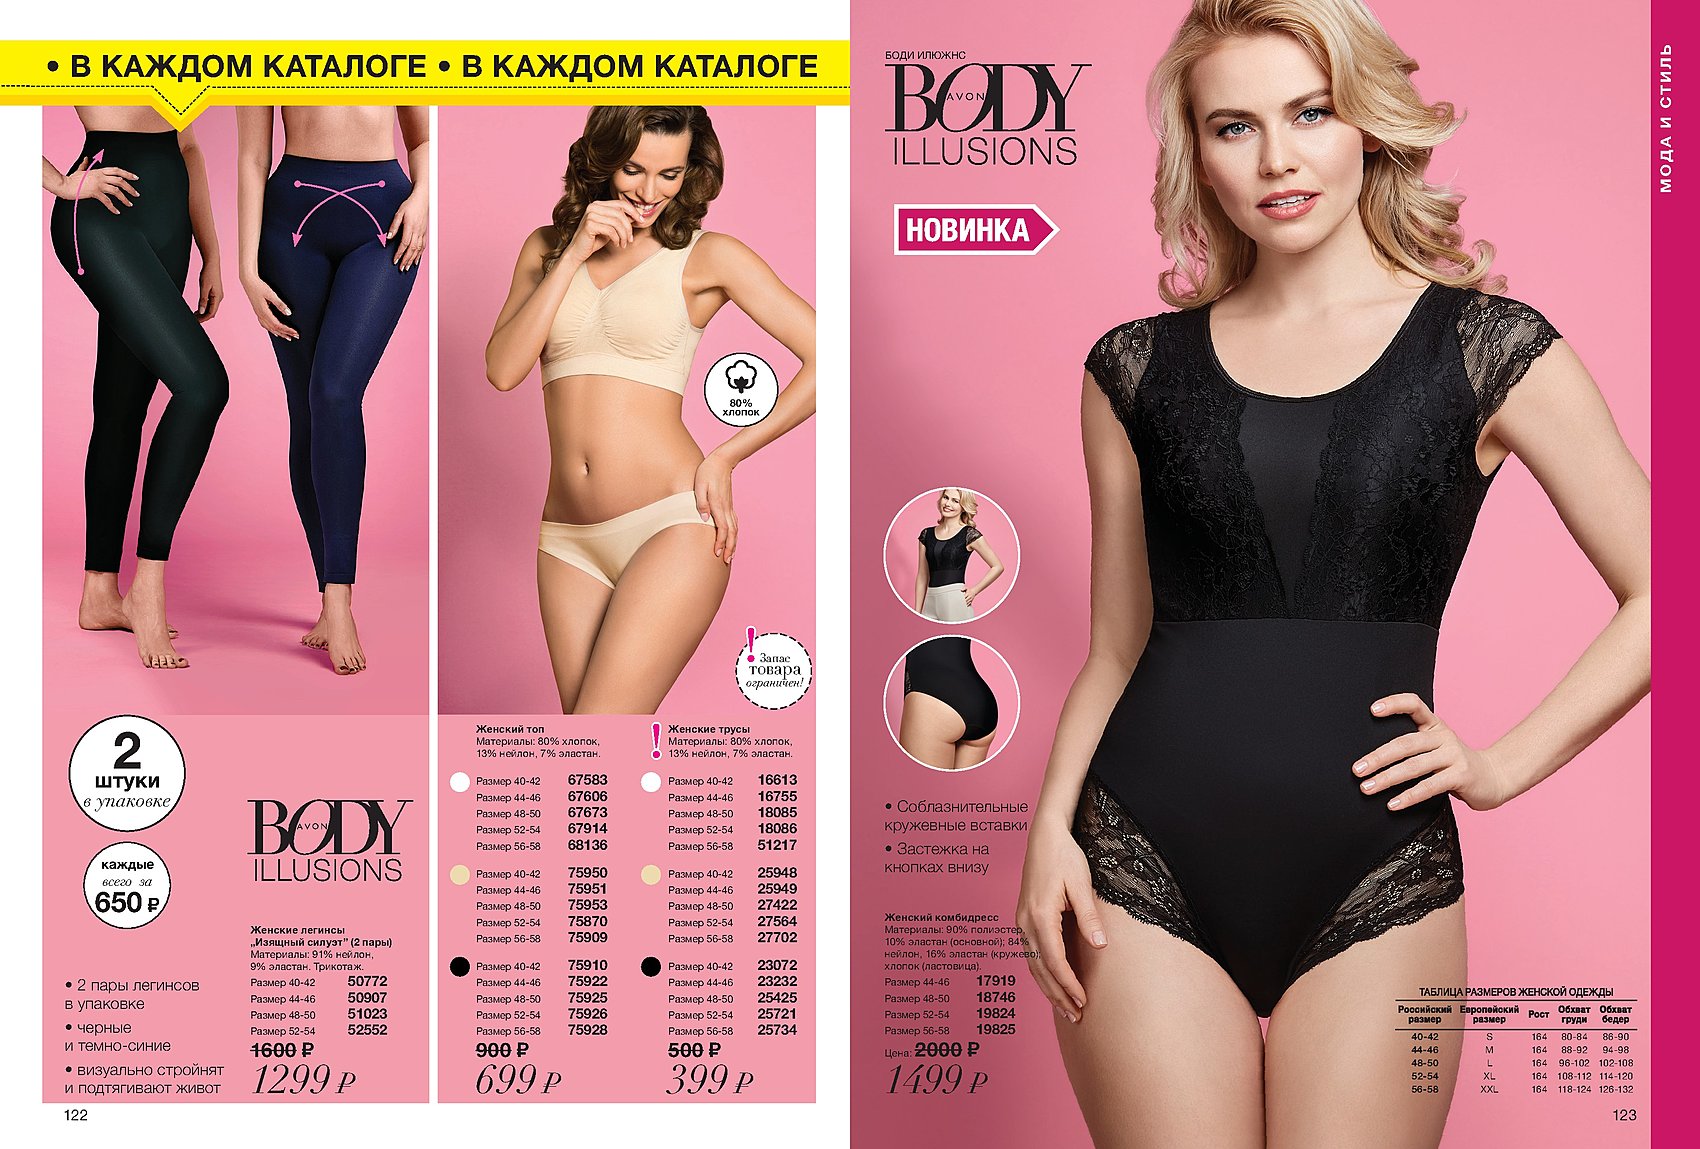 • В КАЖДОМ КАТАЛОГЕ • В КАЖДОМ КАТАЛОГЕ
80%
ХЛОПОК
Запас
товара
ограничен!
2
ШТУКИ
в упаковке
каждые
всего за
650 ₽
• 2 пары легинсов
в упаковке
• черные
и темно-синие
• визуально стройнят
и подтягивают живот
BODY
AVON
ILLUSIONS
Женские легинсы
„Изящный силуэт" (2 пары)
Материалы: 91% нейлон,
9% эластан. Трикотаж.
Размер 40-42 50772
Размер 44-46 50907
Размер 48-50 51023
Размер 52-54 52552
1600 ₽
1299 ₽
Женский топ
Материалы: 80% хлопок,
13% нейлон, 7% эластан.
Размер 40-42 67583
Размер 44-46 67606
Размер 48-50 67673
Размер 52-54 67914
Размер 56-58 68136
Размер 40-42 75950
Размер 44-46 75951
Размер 48-50 75953
Размер 52-54 75870
Размер 56-58 75909
Размер 40-42 75910
Размер 44-46 75922
Размер 48-50 75925
Размер 52-54 75926
Размер 56-58 75928
900 ₽
699 ₽
Женские трусы
Материалы: 80% хлопок,
13% нейлон, 7% эластан.
Размер 40-42 16613
Размер 44-46 16755
Размер 48-50 18085
Размер 52-54 18086
Размер 56-58 51217
Размер 40-42 25948
Размер 44-46 25949
Размер 48-50 27422
Размер 52-54 27564
Размер 56-58 27702
Размер 40-42 23072
Размер 44-46 23232
Размер 48-50 25425
Размер 52-54 25721
Размер 56-58 25734
500 ₽
399 ₽
122
БОДИ ИЛЮЖНС
BODY
AVON
ILLUSIONS
НОВИНКА
МОДА И СТИЛЬ
• Соблазнительные
кружевные вставки
• Застежка на
кнопках внизу
Женский комбидресс
Материалы: 90% полиэстер,
10% эластан (основной); 84%
нейлон, 16% эластан (кружево);
хлопок (ластовица).
Размер 44-46 17919
Размер 48-50 18746
Размер 52-54 19824
Размер 56-58 19825
Цена: 2000 ₽
1499 ₽
ТАБЛИЦА РАЗМЕРОВ ЖЕНСКОЙ ОДЕЖДЫ
Российский размер Европейский размер Рост Обхват груди Обхват бедер
40-42 S 164 80-84 86-90
44-46 M 164 88-92 94-98
48-50 L 164 96-102 102-108
52-54 XL 164 108-112 114-120
56-58 XXL 164 118-124 126-132
123